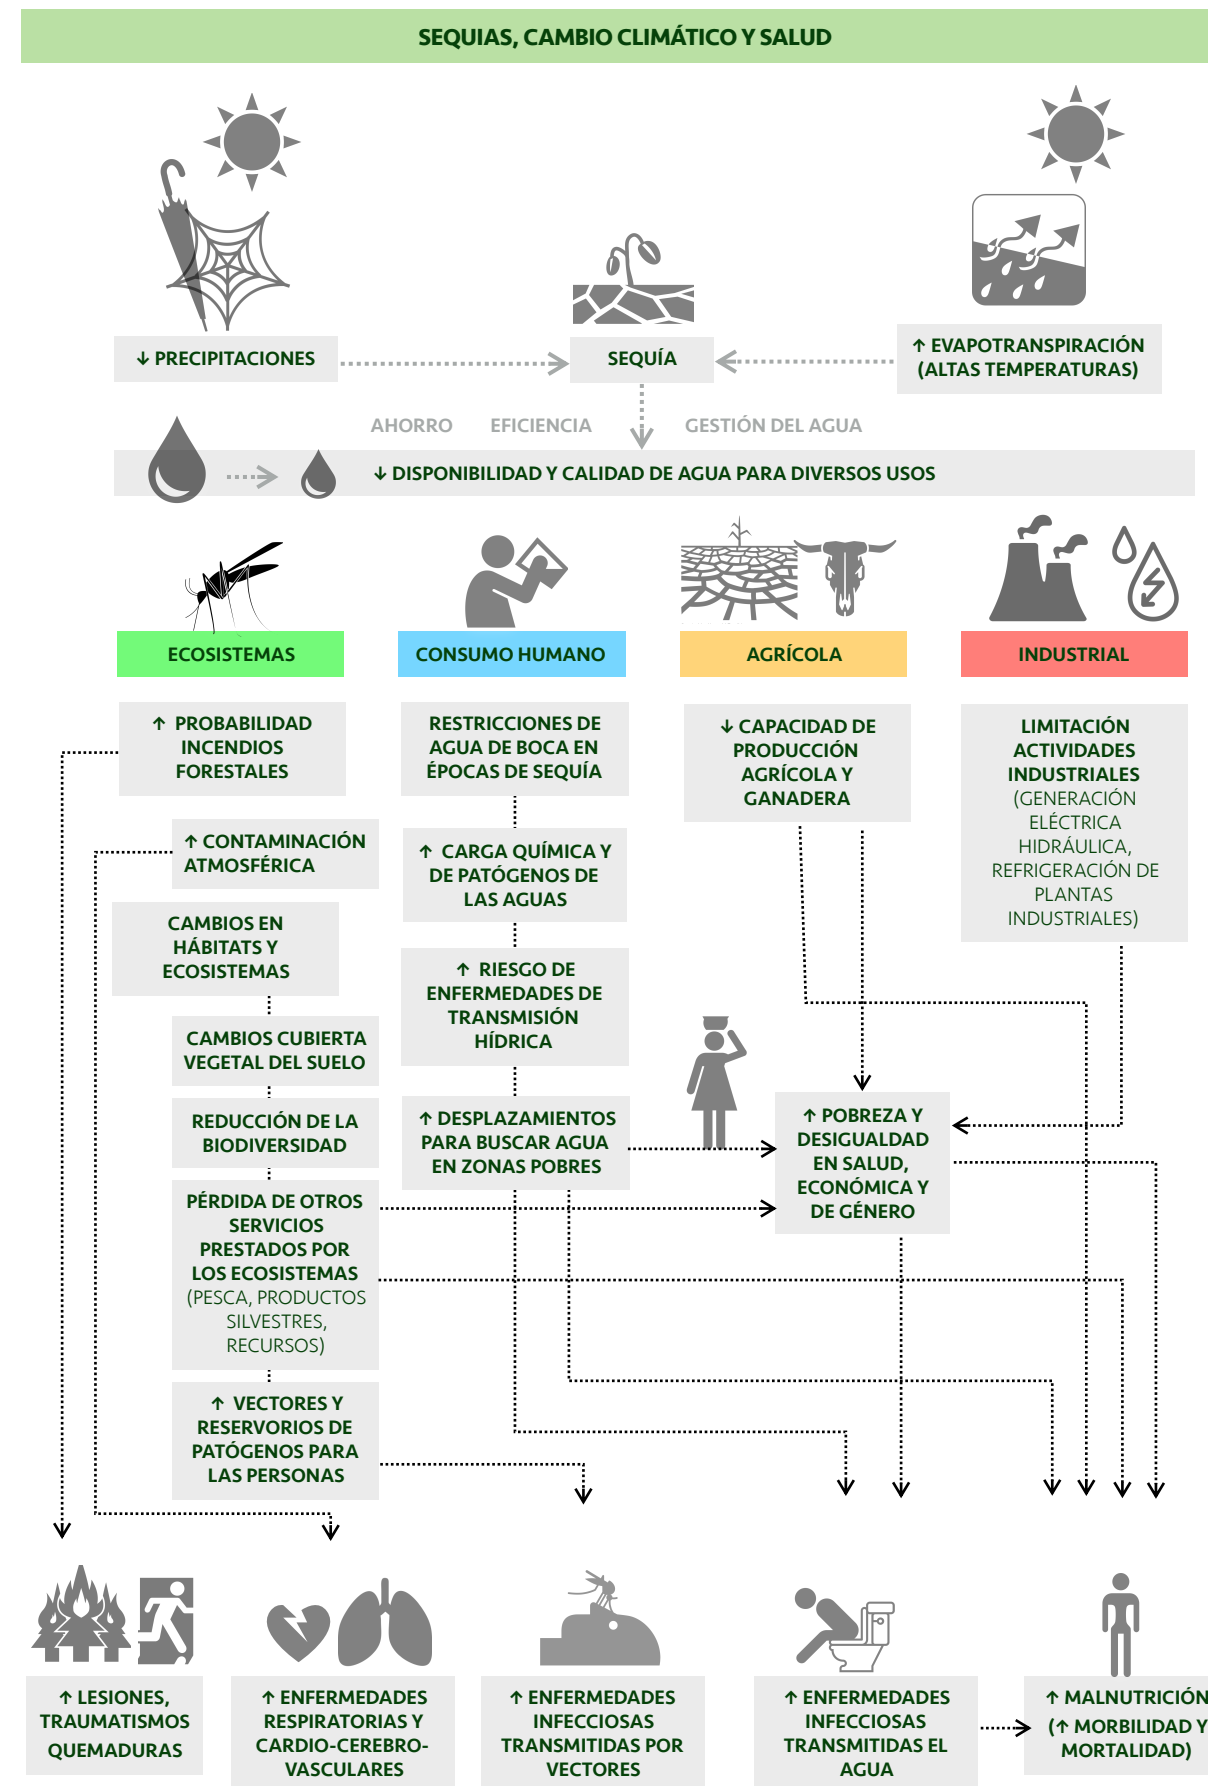 SEQUIAS, CAMBIO CLIMÁTICO Y SALUD
↓ PRECIPITACIONES
SEQUÍA
↑ EVAPOTRANSPIRACIÓN
(ALTAS TEMPERATURAS)
AHORRO EFICIENCIA GESTIÓN DEL AGUA
↓ DISPONIBILIDAD Y CALIDAD DE AGUA PARA DIVERSOS USOS
ECOSISTEMAS
↑ PROBABILIDAD
INCENDIOS
FORESTALES
↑ CONTAMINACIÓN
ATMOSFÉRICA
CAMBIOS EN
HÁBITATS Y
ECOSISTEMAS
CAMBIOS CUBIERTA
VEGETAL DEL SUELO
REDUCCIÓN DE LA
BIODIVERSIDAD
PÉRDIDA DE OTROS
SERVICIOS
PRESTADOS POR
LOS ECOSISTEMAS
(PESCA, PRODUCTOS
SILVESTRES,
RECURSOS)
↑ VECTORES Y
RESERVORIOS DE
PATÓGENOS PARA
LAS PERSONAS
CONSUMO HUMANO
RESTRICCIONES DE
AGUA DE BOCA EN
ÉPOCAS DE SEQUÍA
↑ CARGA QUÍMICA Y
DE PATÓGENOS DE
LAS AGUAS
↑ RIESGO DE
ENFERMEDADES DE
TRANSMISIÓN
HÍDRICA
↑ DESPLAZAMIENTOS
PARA BUSCAR AGUA
EN ZONAS POBRES
AGRÍCOLA
↓ CAPACIDAD DE
PRODUCCIÓN
AGRÍCOLA Y
GANADERA
↑ POBREZA Y
DESIGUALDAD
EN SALUD,
ECONÓMICA Y
DE GÉNERO
INDUSTRIAL
LIMITACIÓN
ACTIVIDADES
INDUSTRIALES
(GENERACIÓN
ELÉCTRICA
HIDRÁULICA,
REFRIGERACIÓN DE
PLANTAS
INDUSTRIALES)
↑ LESIONES,
TRAUMATISMOS
QUEMADURAS
↑ ENFERMEDADES
RESPIRATORIAS Y
CARDIO-CEREBRO-
VASCULARES
↑ ENFERMEDADES
INFECCIOSAS
TRANSMITIDAS POR
VECTORES
↑ ENFERMEDADES
INFECCIOSAS
TRANSMITIDAS EL
AGUA
↑ MALNUTRICIÓN
(↑ MORBILIDAD Y
MORTALIDAD)